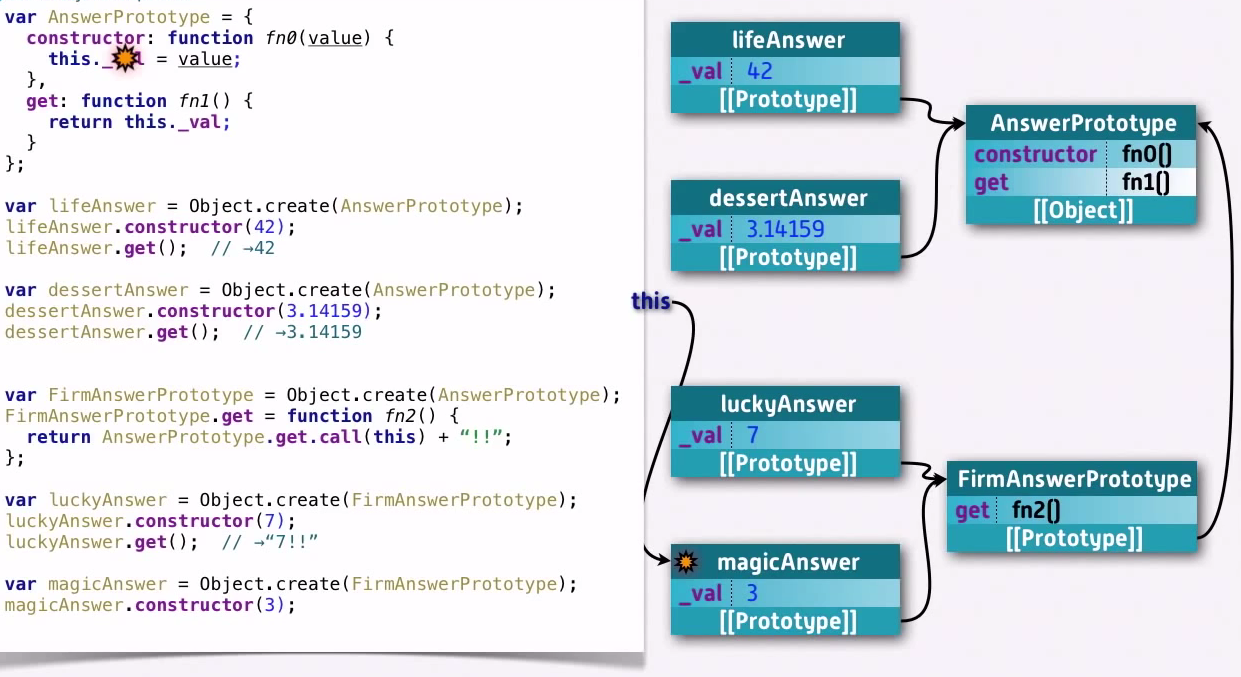 var AnswerPrototype = {
constructor: function fn0(value) {
this._val = value;
},
get: function fn1() {
return this._val;
}
};
var lifeAnswer = Object.create(AnswerPrototype);
lifeAnswer.constructor(42);
lifeAnswer.get();  // →42
var dessertAnswer = Object.create(AnswerPrototype);
dessertAnswer.constructor(3.14159);
dessertAnswer.get();  // →3.14159
var FirmAnswerPrototype = Object.create(AnswerPrototype);
FirmAnswerPrototype.get = function fn2() {
return AnswerPrototype.get.call(this) + “!!”;
};
var luckyAnswer = Object.create(FirmAnswerPrototype);
luckyAnswer.constructor(7);
luckyAnswer.get();  // →“7!!”
var magicAnswer = Object.create(FirmAnswerPrototype);
magicAnswer.constructor(3);
lifeAnswer
_val 42
[[Prototype]]
AnswerPrototype
constructor fn0()
get fn1()
[[Object]]
dessertAnswer
_val 3.14159
[[Prototype]]
this
luckyAnswer
_val 7
[[Prototype]]
FirmAnswerPrototype
get fn2()
[[Prototype]]
magicAnswer
_val 3
[[Prototype]]